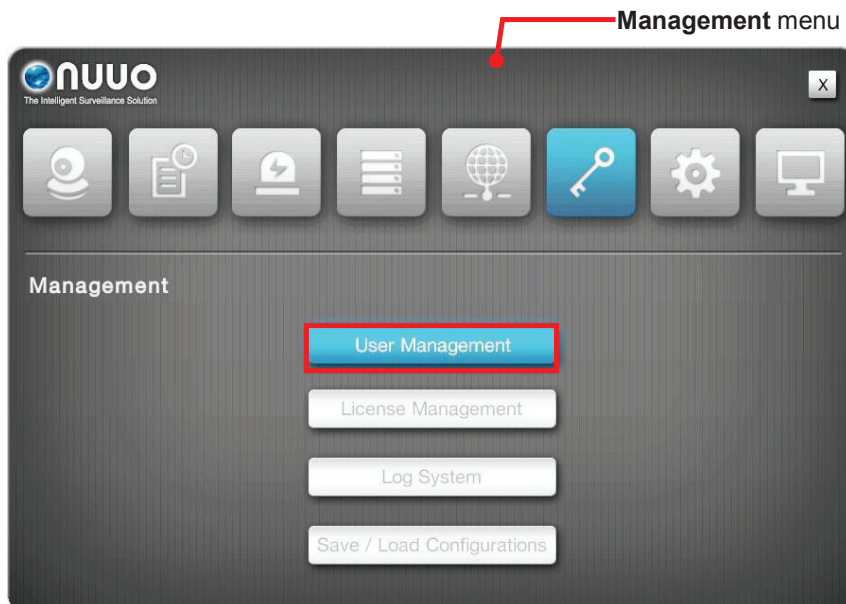 Management menu
nuuo
The Intelligent Surveillance Solution
X
Management
User Management
License Management
Log System
Save / Load Configurations